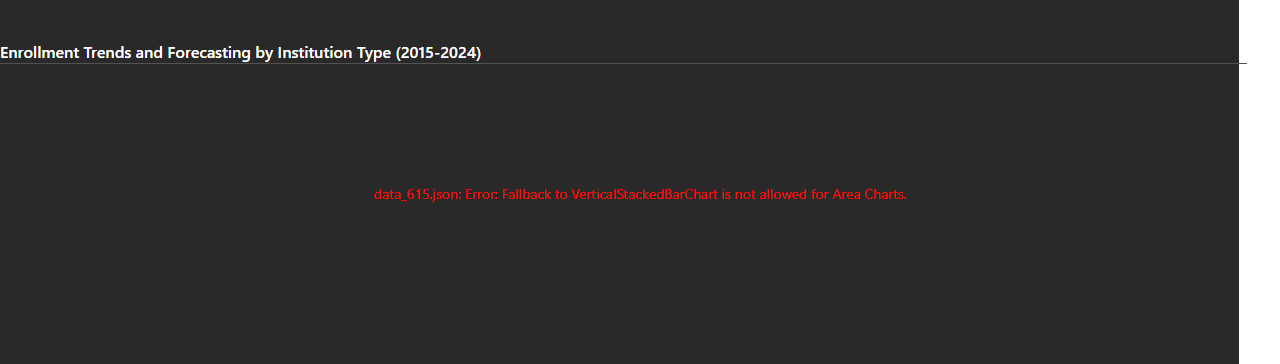 Enrollment Trends and Forecasting by Institution Type (2015-2024)
data_615.json: Error: Fallback to VerticalStackedBarChart is not allowed for Area Charts.